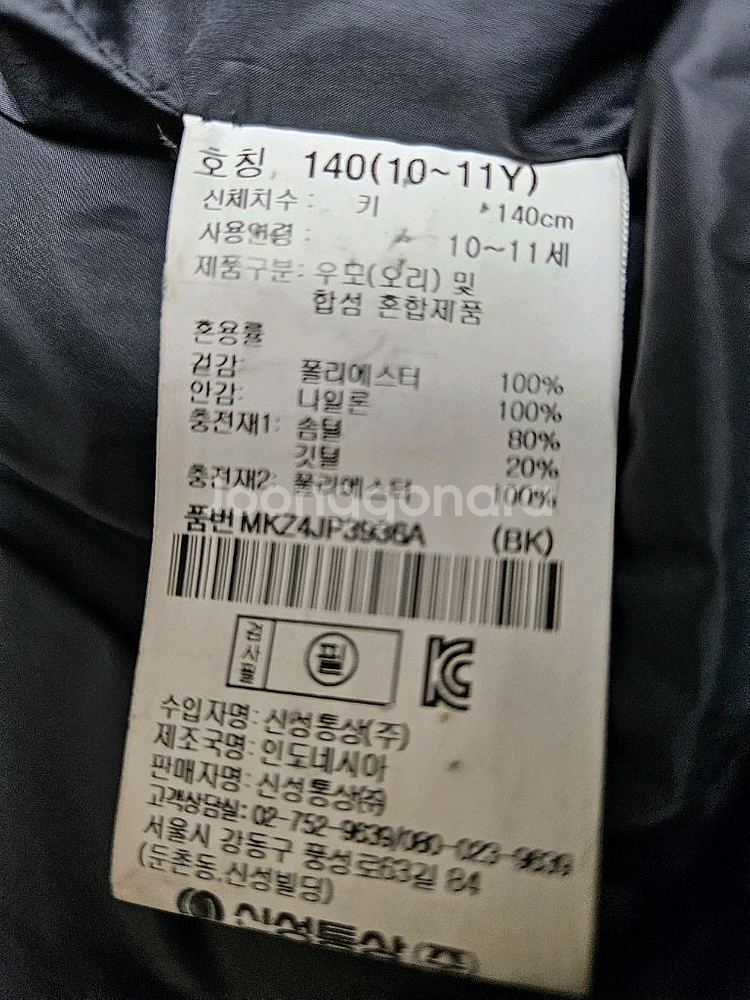 호칭 140(10~11Y)
신체치수 : 키 140cm
사용연령 : 10~11세
제품구분: 우모(오리) 및
합섬 혼합제품
혼용률
겉감: 폴리에스터 100%
안감: 나일론 100%
충전재1: 솜털 80%
깃털 20%
충전재2: 폴리에스터 100%
joonggonara
품번 MKZ4JP3936A (BK)
검사필 필
수입자명: 신성통상(주)
제조국명: 인도네시아
판매자명: 신성통상㈜
고객상담실: 02-752-9639/080-023-9639
서울시 강동구 풍성로63길 84
(둔촌동.신성빌딩)
신성통상(주)